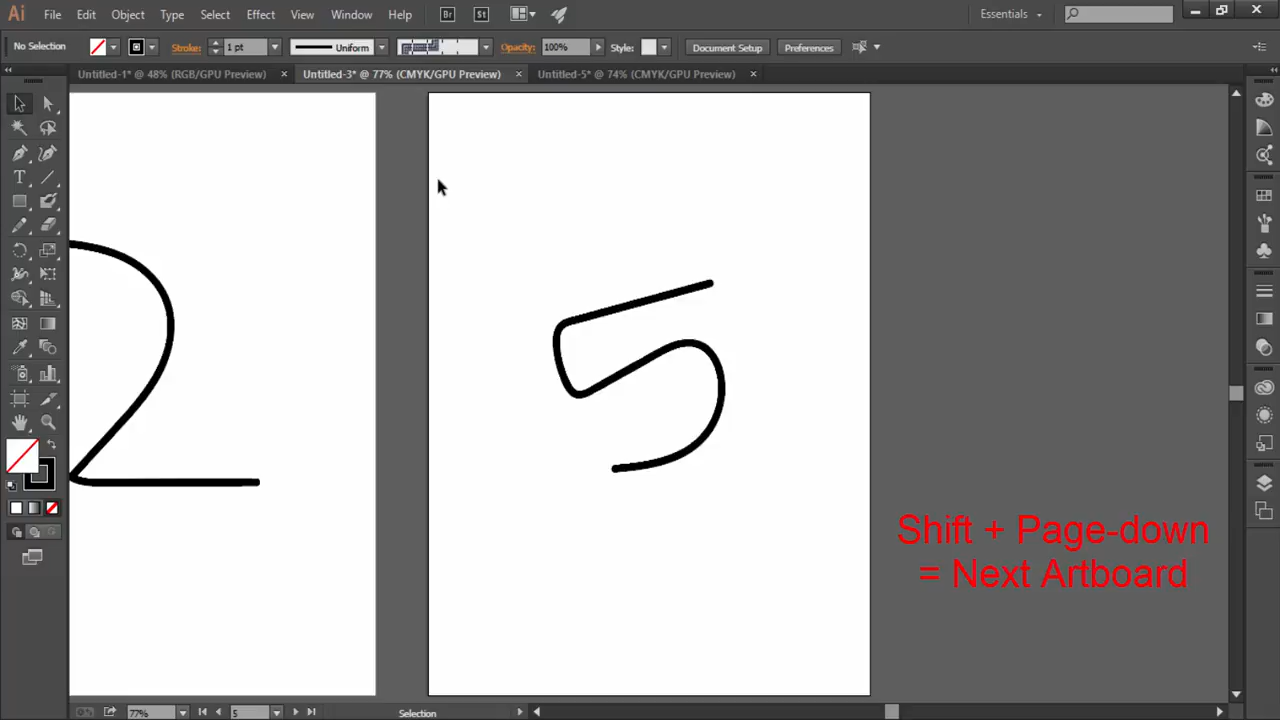 Ai File Edit Object Type Select Effect View Window Help Br St Essentials
No Selection Stroke: 1 pt Uniform Opacity: 100% Style: Document Setup Preferences
Untitled-1* @ 48% (RGB/GPU Preview) Untitled-3* @ 77% (CMYK/GPU Preview) Untitled-5* @ 74% (CMYK/GPU Preview)
2 5
Shift + Page-down
= Next Artboard
77% 5 Selection